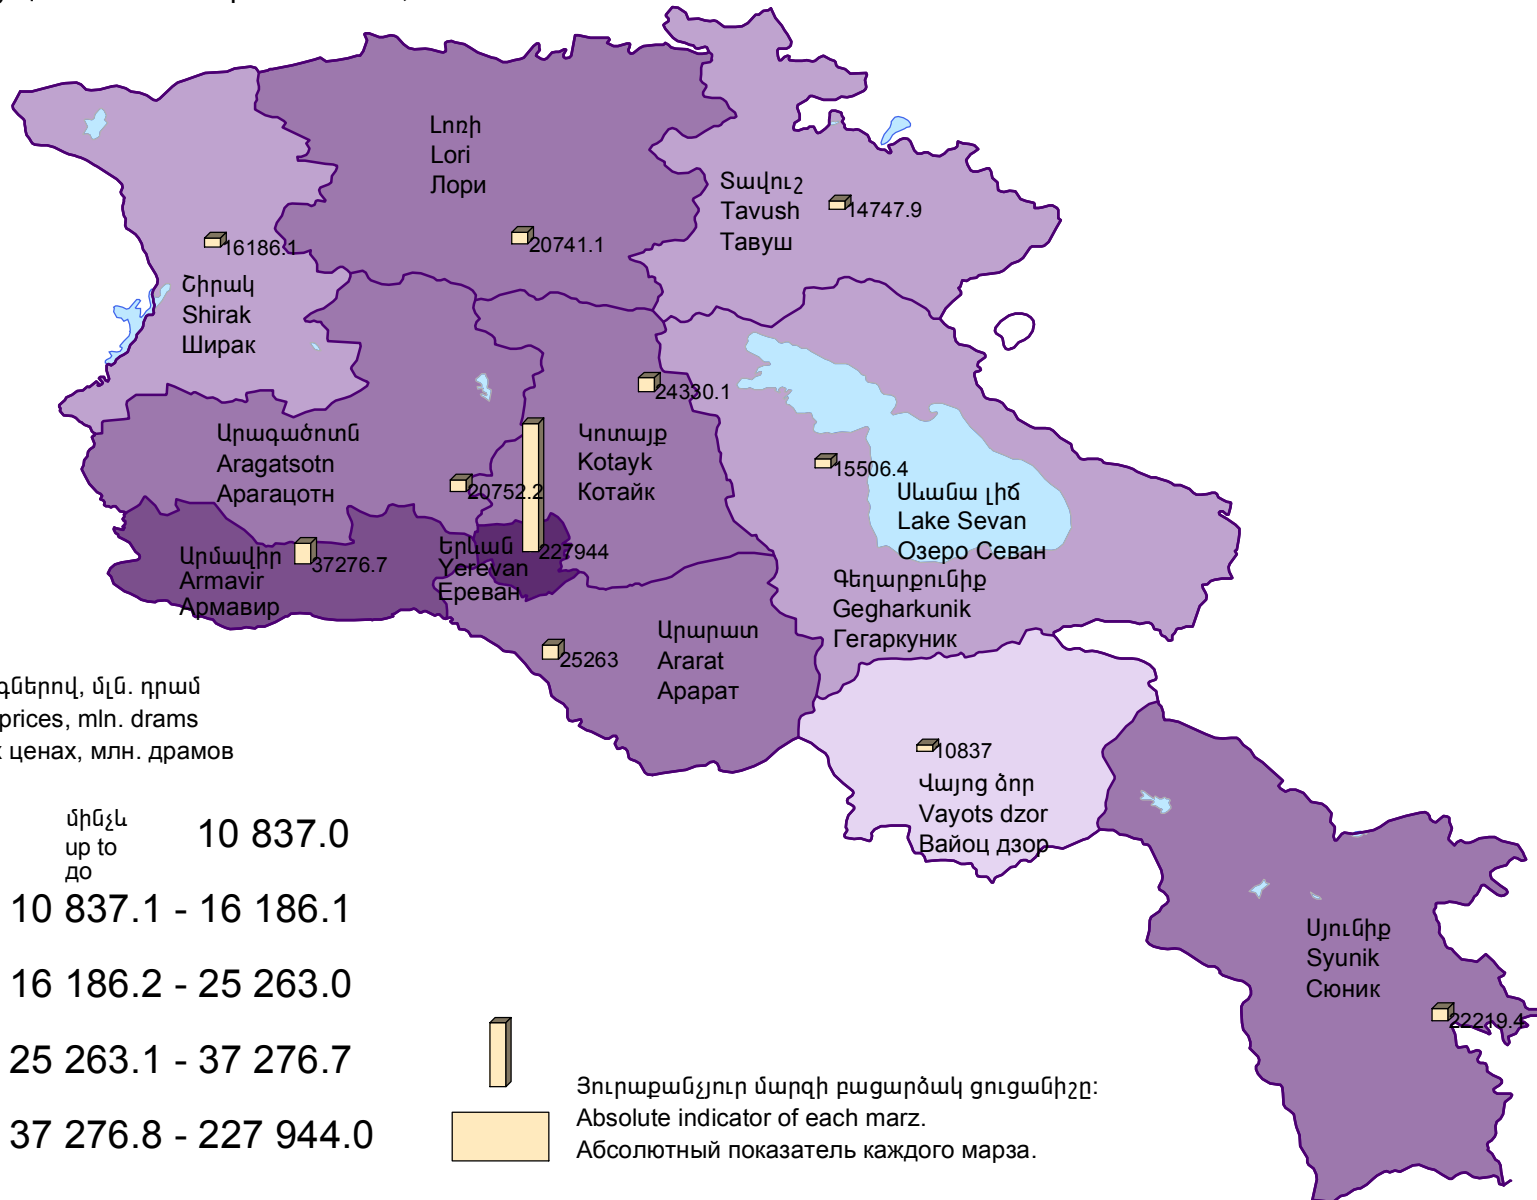 Լոռի
Lori
Лори
20741.1
Տավուշ
Tavush
Тавуш
14747.9
16186.1
Շիրակ
Shirak
Ширак
24330.1
Կոտայք
Kotayk
Котайк
Արագածոտն
Aragatsotn
Арагацотн
20752.2
15506.4
Սևանա լիճ
Lake Sevan
Озеро Севан
Գեղարքունիք
Gegharkunik
Гегаркуник
Արմավիր
Armavir
Армавир
37276.7
Երևան
Yerevan
Ереван
227944
25263
Արարատ
Ararat
Арарат
10837
Վայոց ձոր
Vayots dzor
Вайоц дзор
Սյունիք
Syunik
Сюник
22219.4
գներով, մլն. դրամ
prices, mln. drams
х ценах, млн. драмов
մինչև
up to
до
10 837.0
10 837.1 - 16 186.1
16 186.2 - 25 263.0
25 263.1 - 37 276.7
37 276.8 - 227 944.0
Յուրաքանչյուր մարզի բացարձակ ցուցանիշը:
Absolute indicator of each marz.
Абсолютный показатель каждого марза.